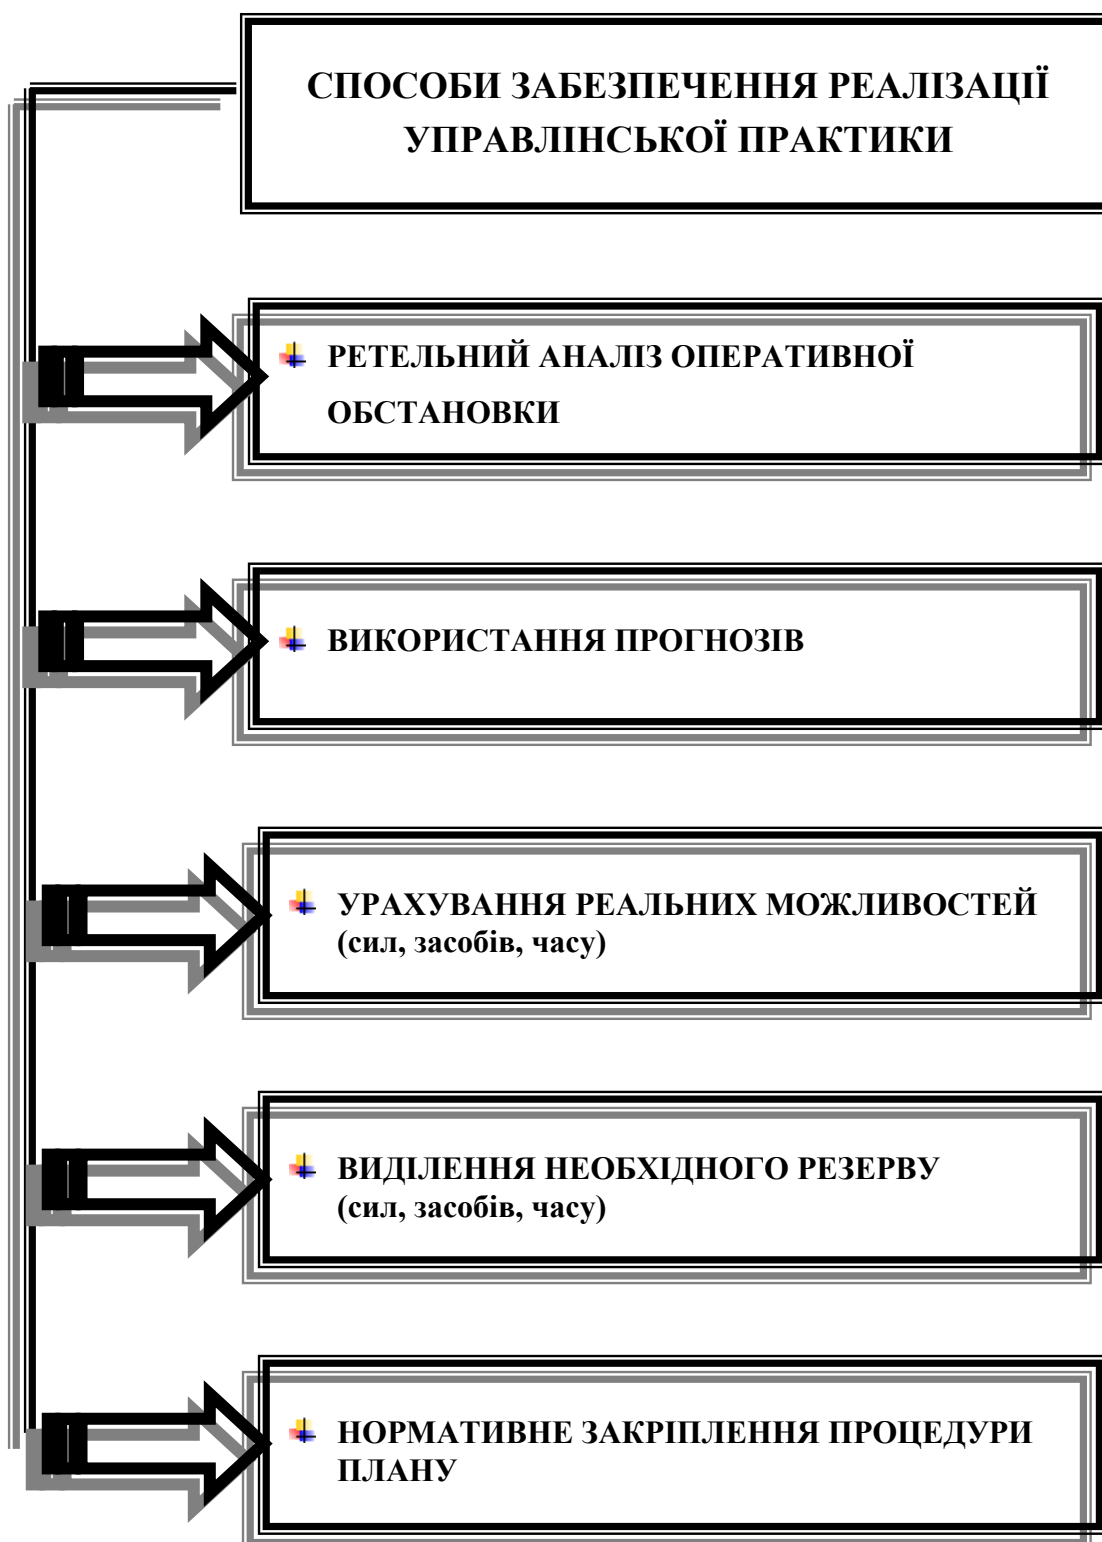 СПОСОБИ ЗАБЕЗПЕЧЕННЯ РЕАЛІЗАЦІЇ
УПРАВЛІНСЬКОЇ ПРАКТИКИ
РЕТЕЛЬНИЙ АНАЛІЗ ОПЕРАТИВНОЇ
ОБСТАНОВКИ
ВИКОРИСТАННЯ ПРОГНОЗІВ
УРАХУВАННЯ РЕАЛЬНИХ МОЖЛИВОСТЕЙ
(сил, засобів, часу)
ВИДІЛЕННЯ НЕОБХІДНОГО РЕЗЕРВУ
(сил, засобів, часу)
НОРМАТИВНЕ ЗАКРІПЛЕННЯ ПРОЦЕДУРИ
ПЛАНУ